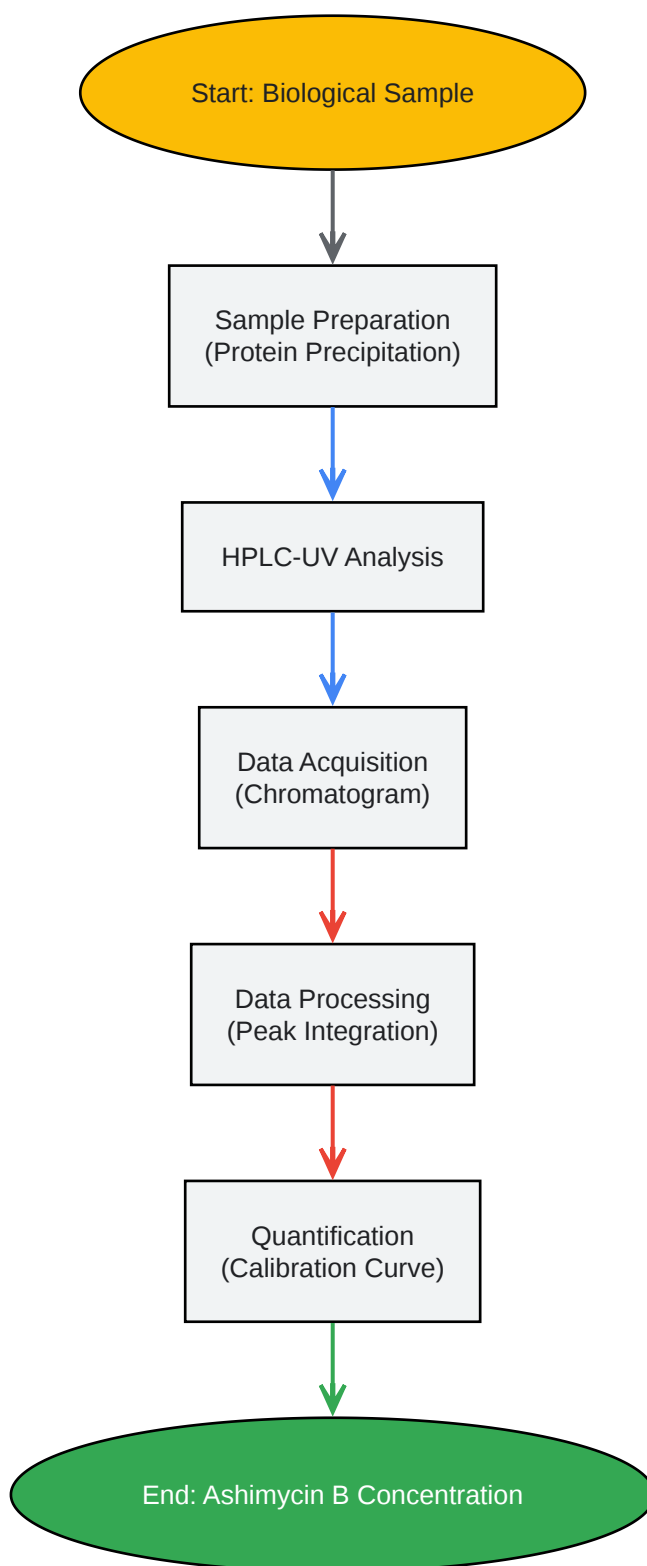 Start: Biological Sample
Sample Preparation
(Protein Precipitation)
HPLC-UV Analysis
Data Acquisition
(Chromatogram)
Data Processing
(Peak Integration)
Quantification
(Calibration Curve)
End: Ashimycin B Concentration